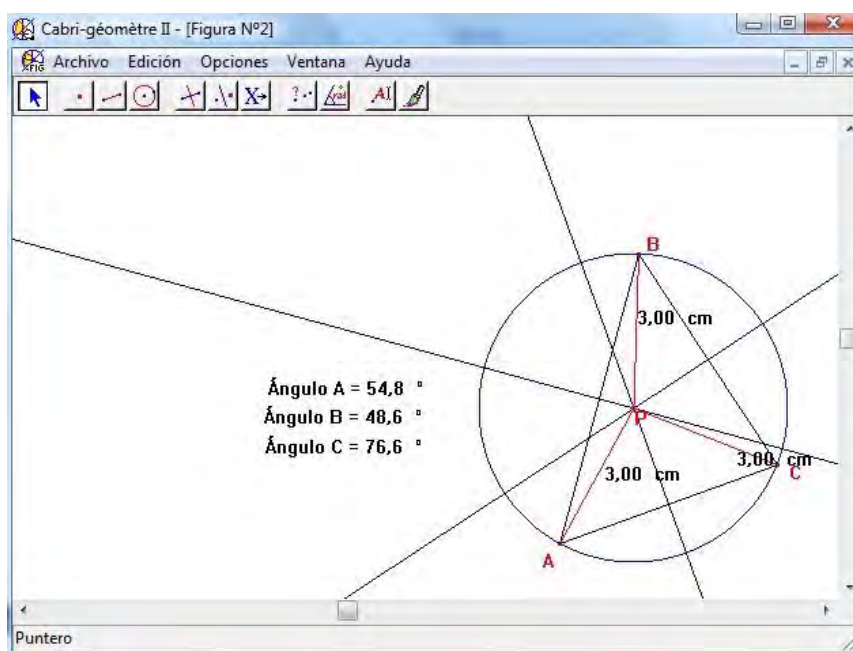 Cabri-géomètre II - [Figura Nº2]
Archivo Edición Opciones Ventana Ayuda
B
3,00 cm
Ángulo A = 54,8 °
Ángulo B = 48,6 °
Ángulo C = 76,6 °
P
3,00 cm
3,00 cm
C
A
Puntero